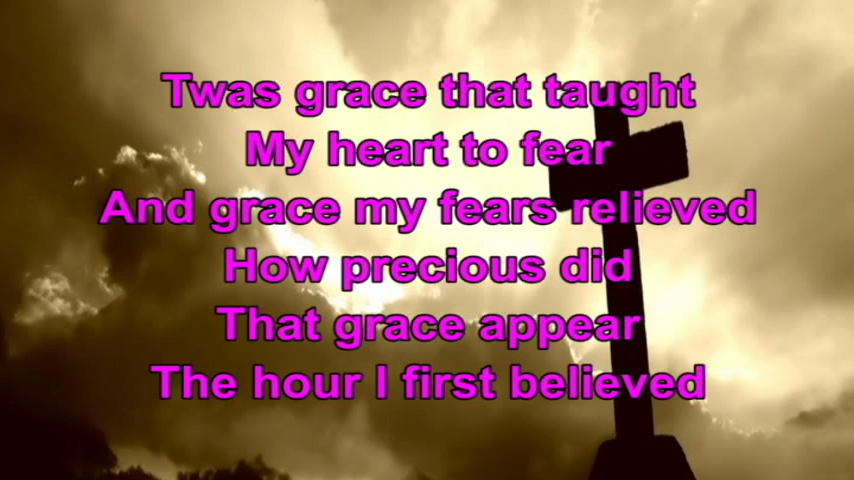 Twas grace that taught
My heart to fear
And grace my fears relieved
How precious did
That grace appear
The hour I first believed